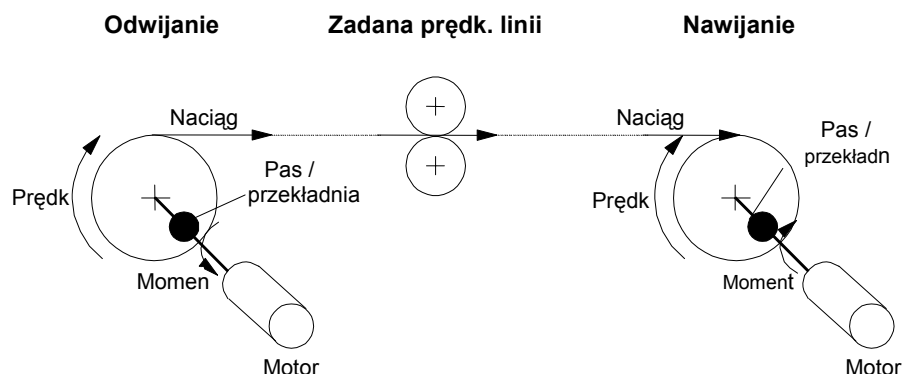 Odwijanie
Zadana prędk. linii
Nawijanie
Naciąg
Naciąg
Pas /
przekładnia
Pas /
przekładn
Prędk
Prędk
Momen
Moment
Motor
Motor